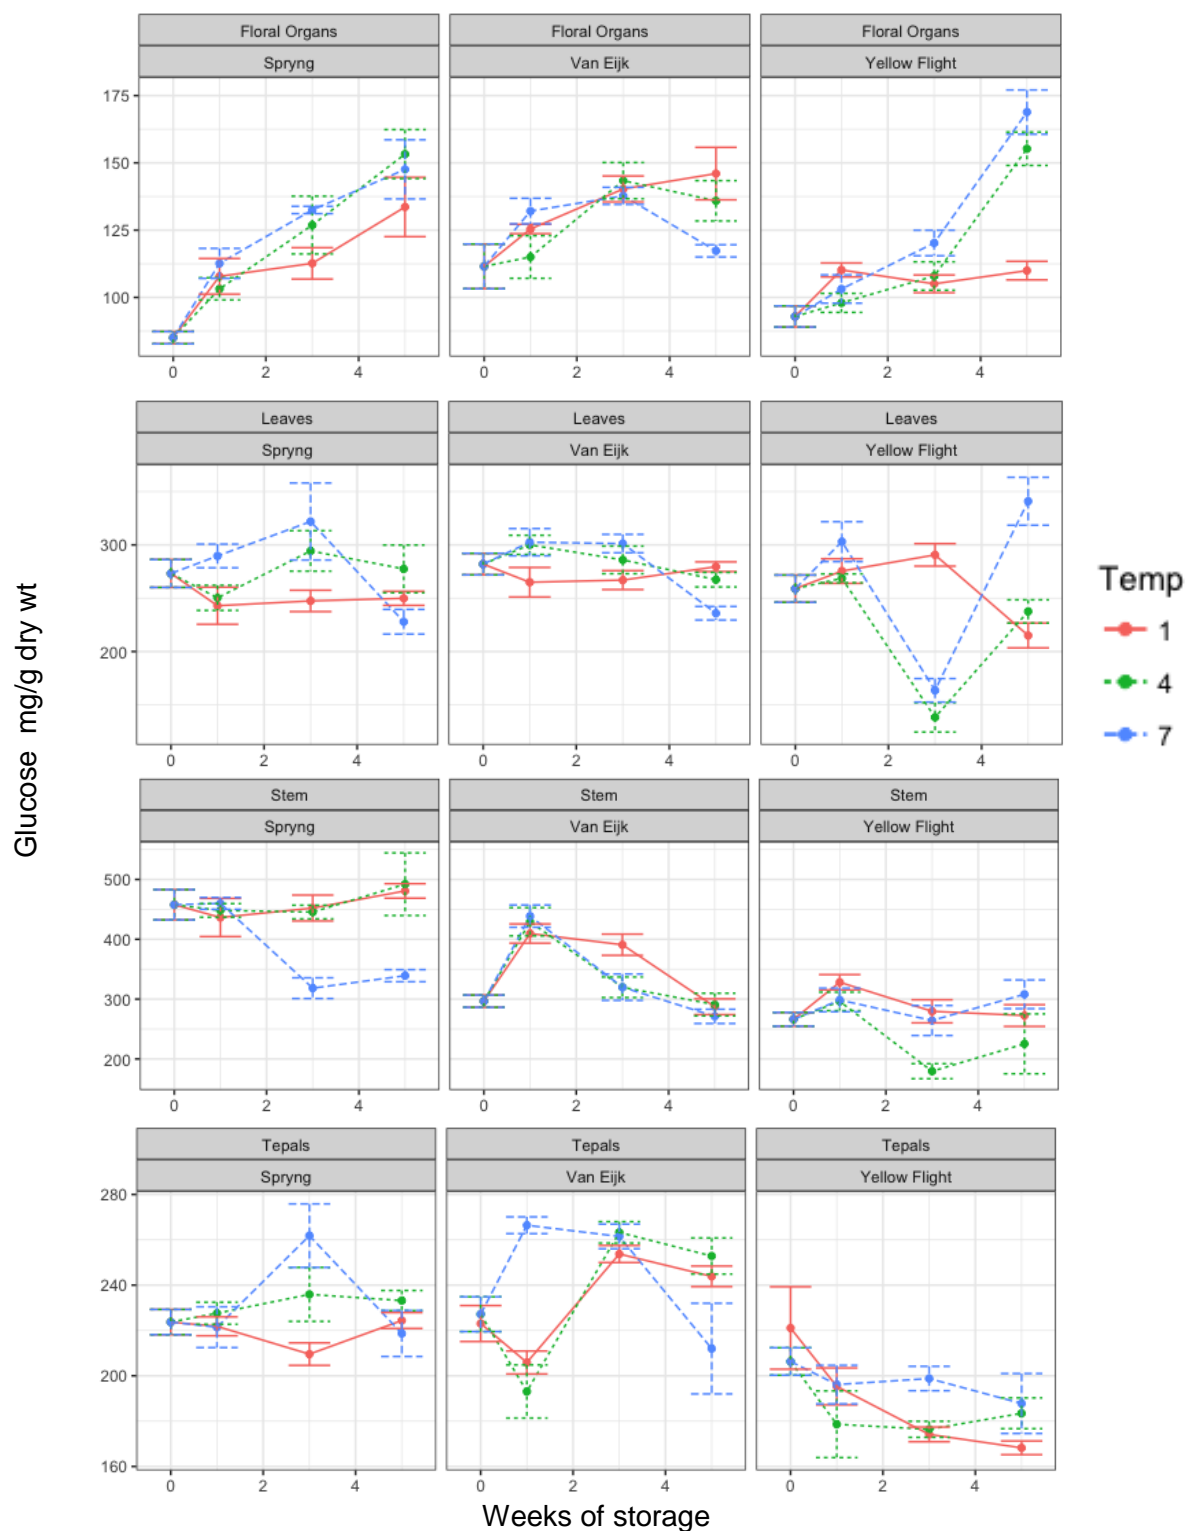 Floral Organs Floral Organs Floral Organs
Spryng Van Eijk Yellow Flight
175
150
125
100
0 2 4 0 2 4 0 2 4
Leaves Leaves Leaves
Spryng Van Eijk Yellow Flight
300
200
0 2 4 0 2 4 0 2 4
Stem Stem Stem
Spryng Van Eijk Yellow Flight
500
400
300
200
0 2 4 0 2 4 0 2 4
Tepals Tepals Tepals
Spryng Van Eijk Yellow Flight
280
240
200
160
0 2 4 0 2 4 0 2 4
Weeks of storage
Glucose mg/g dry wt
Temp
1
4
7